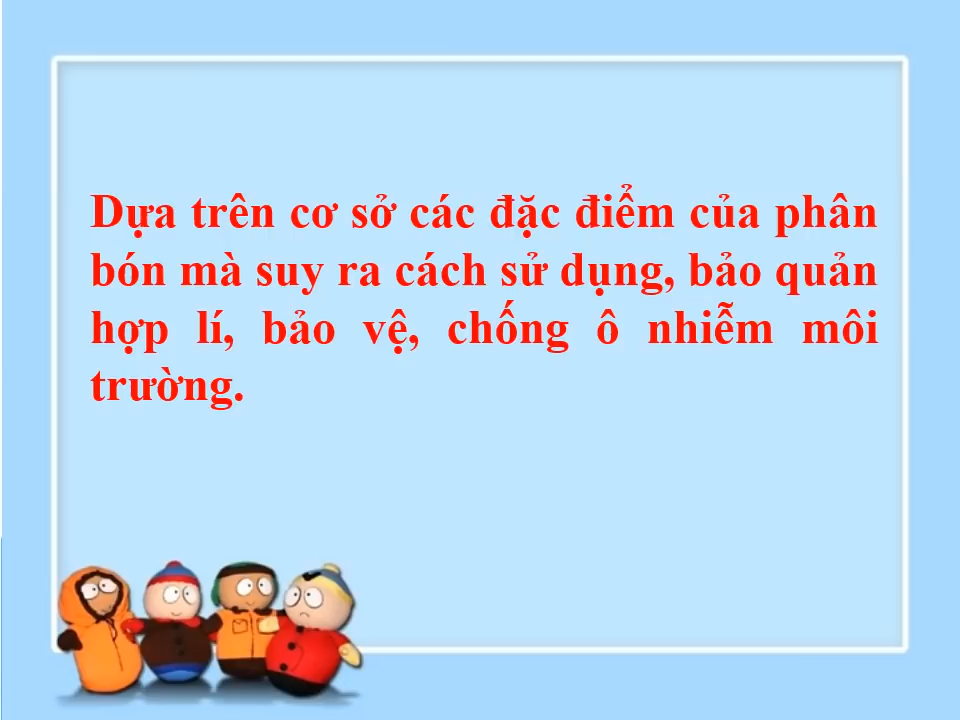 Dựa trên cơ sở các đặc điểm của phân
bón mà suy ra cách sử dụng, bảo quản
hợp lí, bảo vệ, chống ô nhiễm môi
trường.